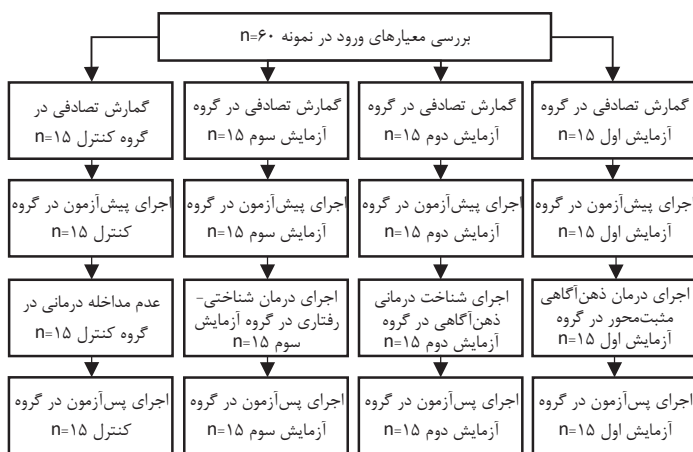 بررسی معیارهای ورود در نمونه n=۶۰
گمارش تصادفی در گروه
آزمایش اول n=۱۵
گمارش تصادفی در گروه
آزمایش دوم n=۱۵
گمارش تصادفی در گروه
آزمایش سوم n=۱۵
گمارش تصادفی در
گروه کنترل n=۱۵
اجرای پیش‌آزمون در گروه
آزمایش اول n=۱۵
اجرای پیش‌آزمون در گروه
آزمایش دوم n=۱۵
اجرای پیش‌آزمون در گروه
آزمایش سوم n=۱۵
اجرای پیش‌آزمون در گروه
کنترل n=۱۵
اجرای درمان ذهن‌آگاهی
مثبت‌محور در گروه
آزمایش اول n=۱۵
اجرای شناخت درمانی
ذهن‌آگاهی در گروه
آزمایش دوم n=۱۵
اجرای درمان شناختی-
رفتاری در گروه آزمایش
سوم n=۱۵
عدم مداخله درمانی در
گروه کنترل n=۱۵
اجرای پس‌آزمون در گروه
آزمایش اول n=۱۵
اجرای پس‌آزمون در گروه
آزمایش دوم n=۱۵
اجرای پس‌آزمون در گروه
آزمایش سوم n=۱۵
اجرای پس‌آزمون در گروه
کنترل n=۱۵